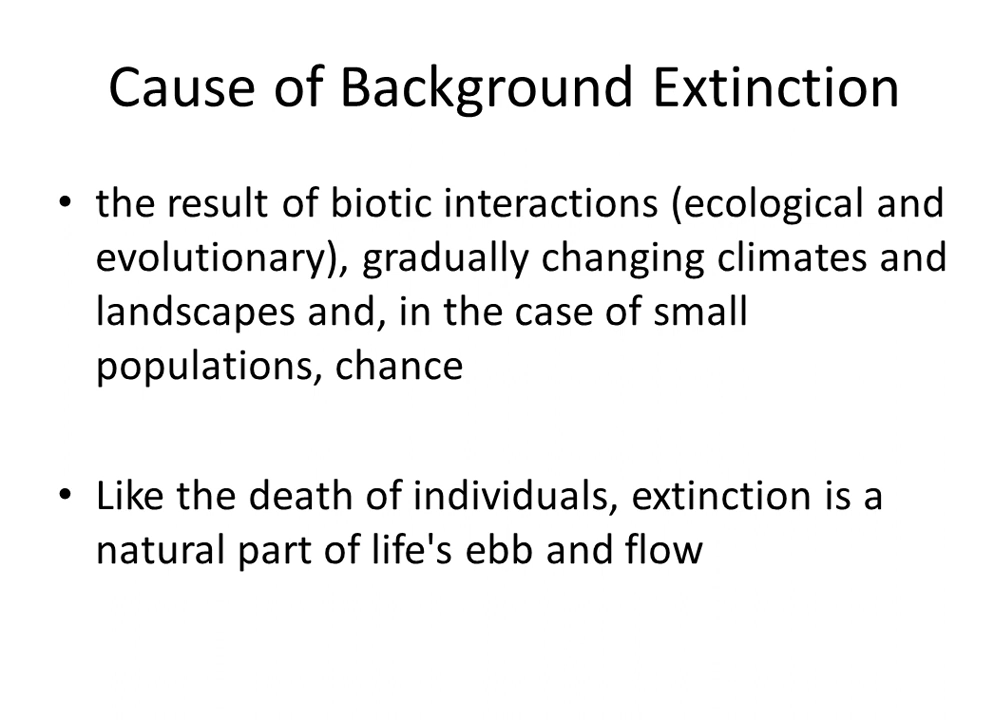 Cause of Background Extinction
• the result of biotic interactions (ecological and
evolutionary), gradually changing climates and
landscapes and, in the case of small
populations, chance
• Like the death of individuals, extinction is a
natural part of life's ebb and flow